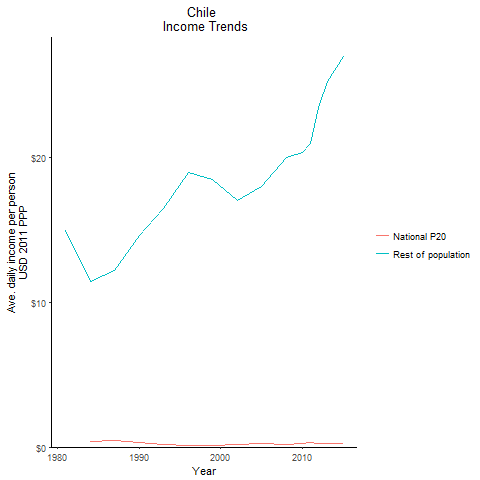 Chile
Income Trends
Ave. daily income per person
USD 2011 PPP
$20
$10
$0
1980
1990
2000
2010
Year
National P20
Rest of population